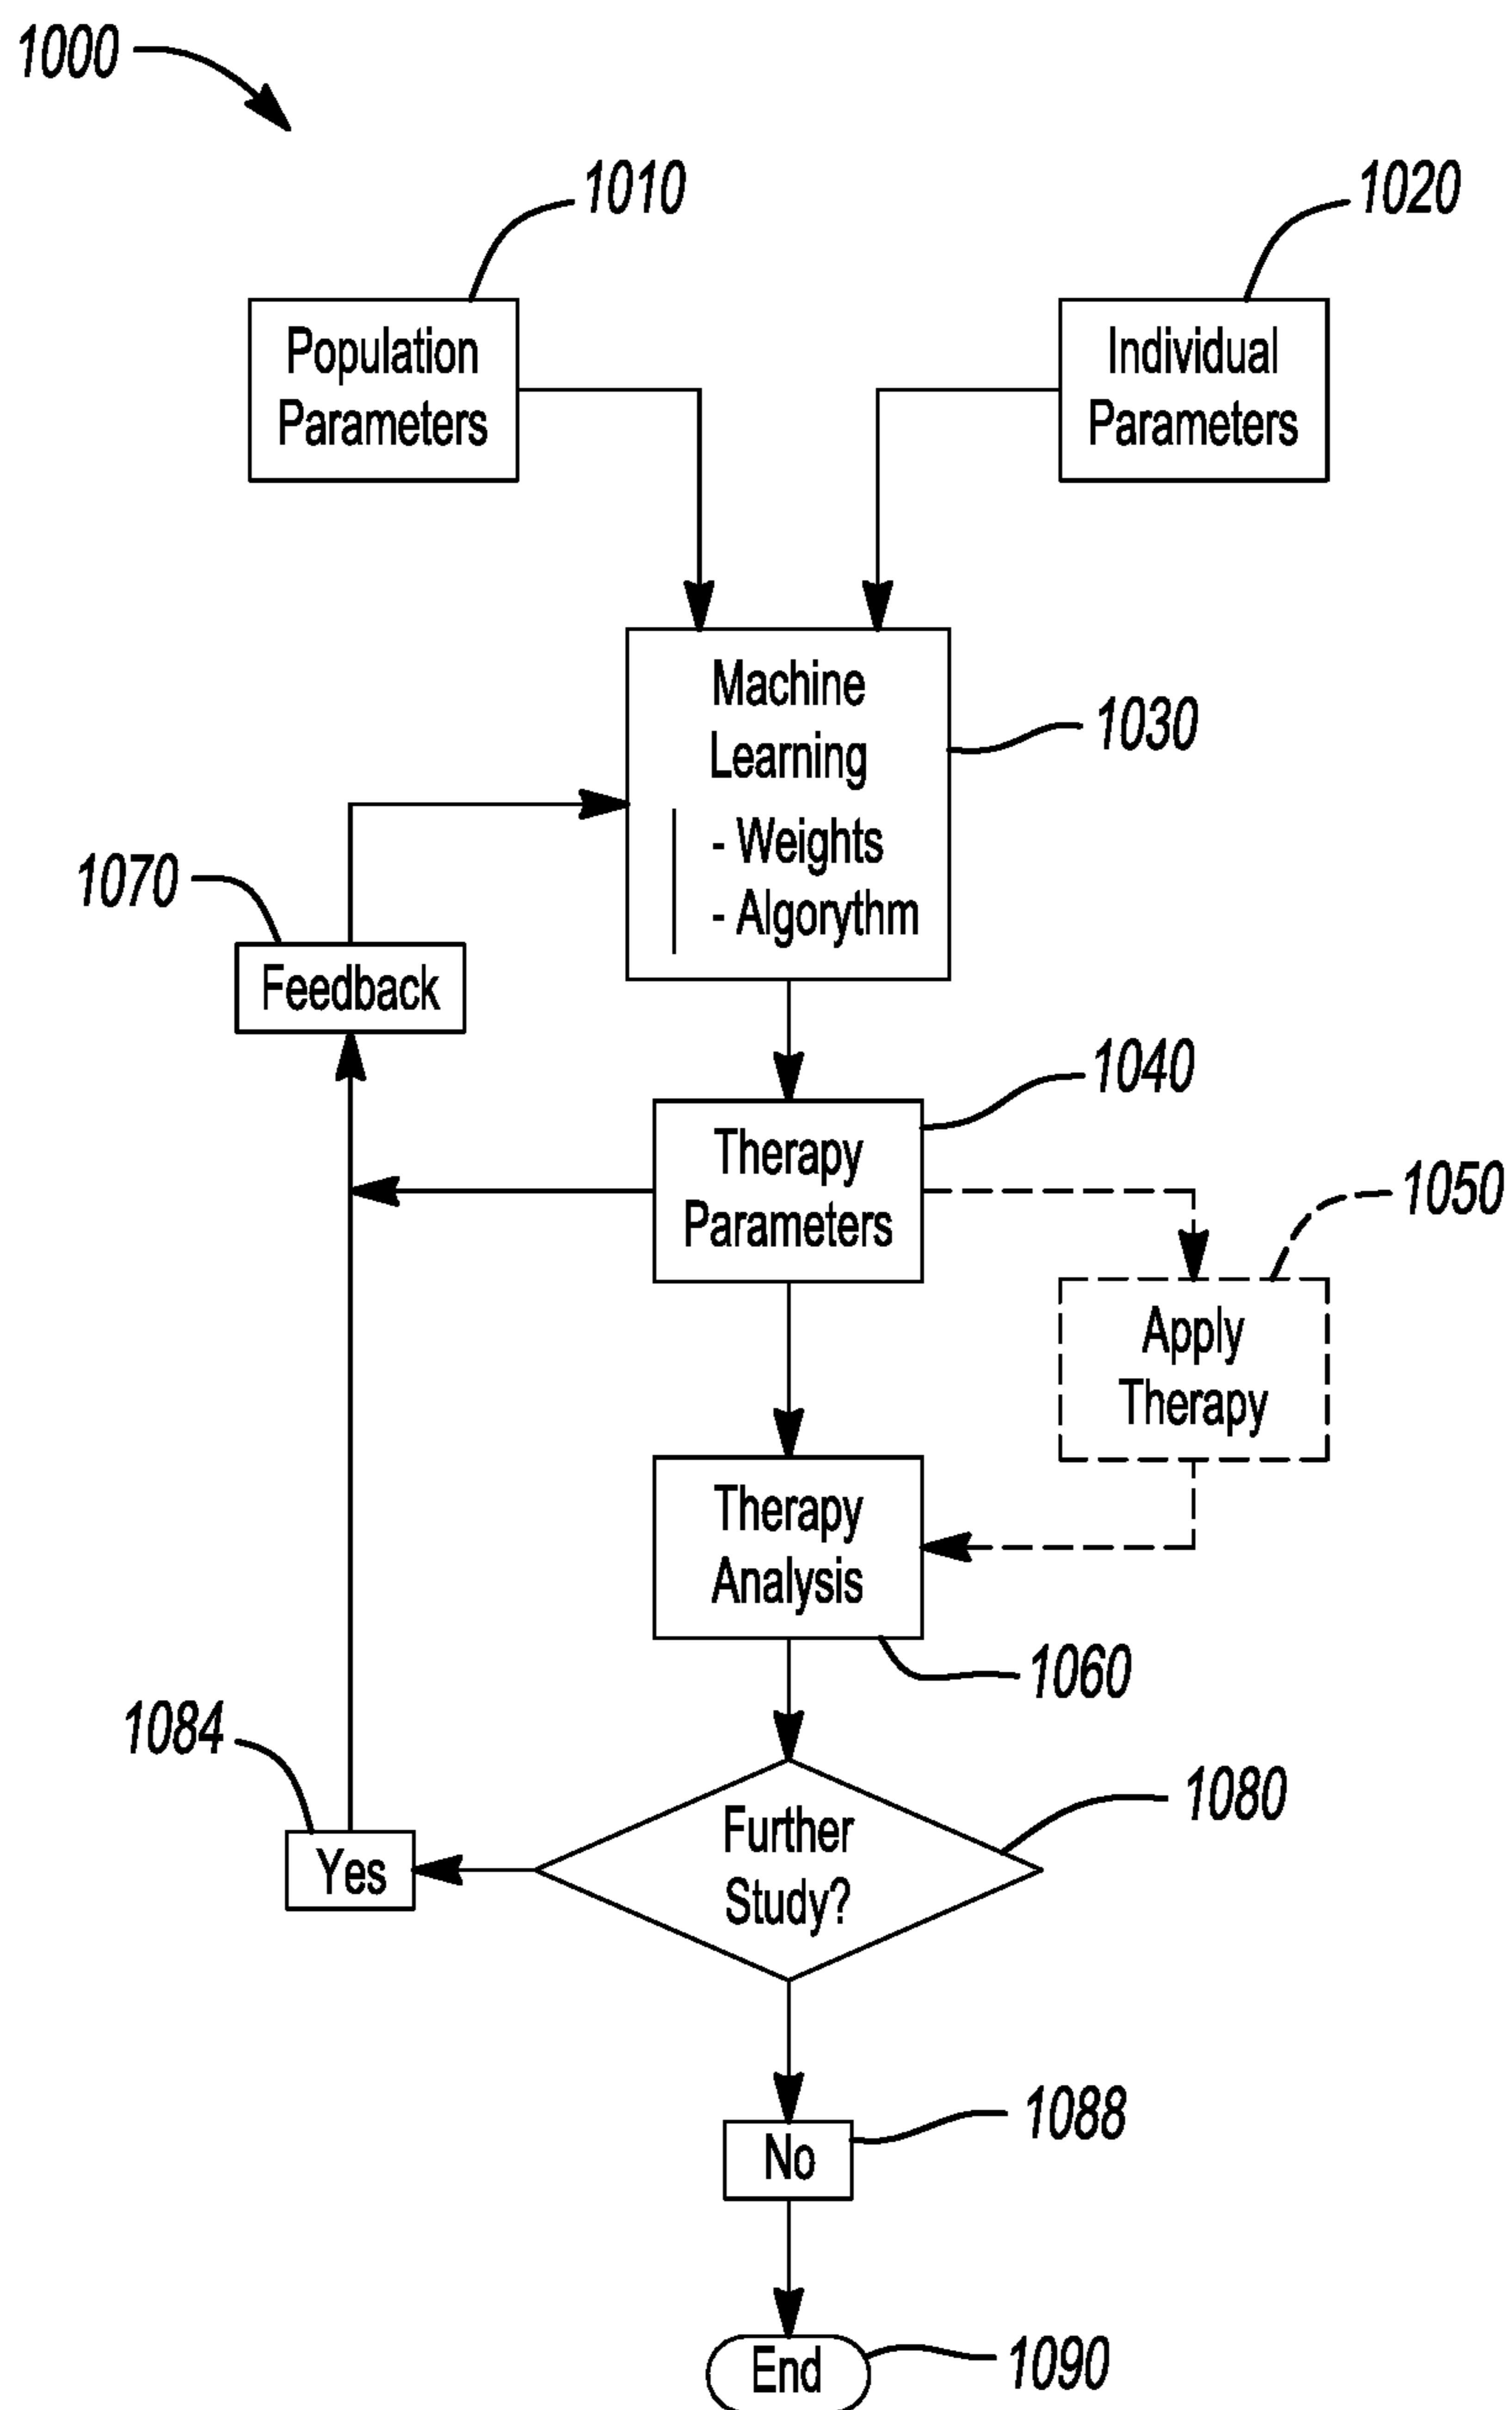 1000
1010
1020
Population
Parameters
Individual
Parameters
Machine
Learning
- Weights
- Algorythm
1030
1070
Feedback
1040
Therapy
Parameters
1050
Apply
Therapy
Therapy
Analysis
1060
1084
Yes
Further
Study?
1080
No
1088
End
1090